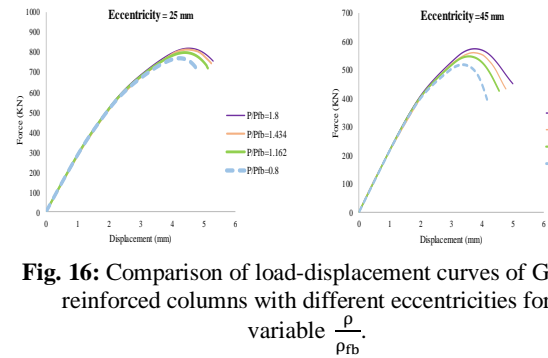 Eccentricity = 25 mm
1000
900
800
700
600
500
400
300
200
100
0
Force (KN)
0 1 2 3 4 5 6
Displacement (mm)
P/Pfb=1.8
P/Pfb=1.434
P/Pfb=1.162
P/Pfb=0.8
Eccentricity =45 mm
700
600
500
400
300
200
100
0
Force (KN)
0 1 2 3 4 5 6
Displacement (mm)
Fig. 16: Comparison of load-displacement curves of G
reinforced columns with different eccentricities for
variable ρ/ρfb.